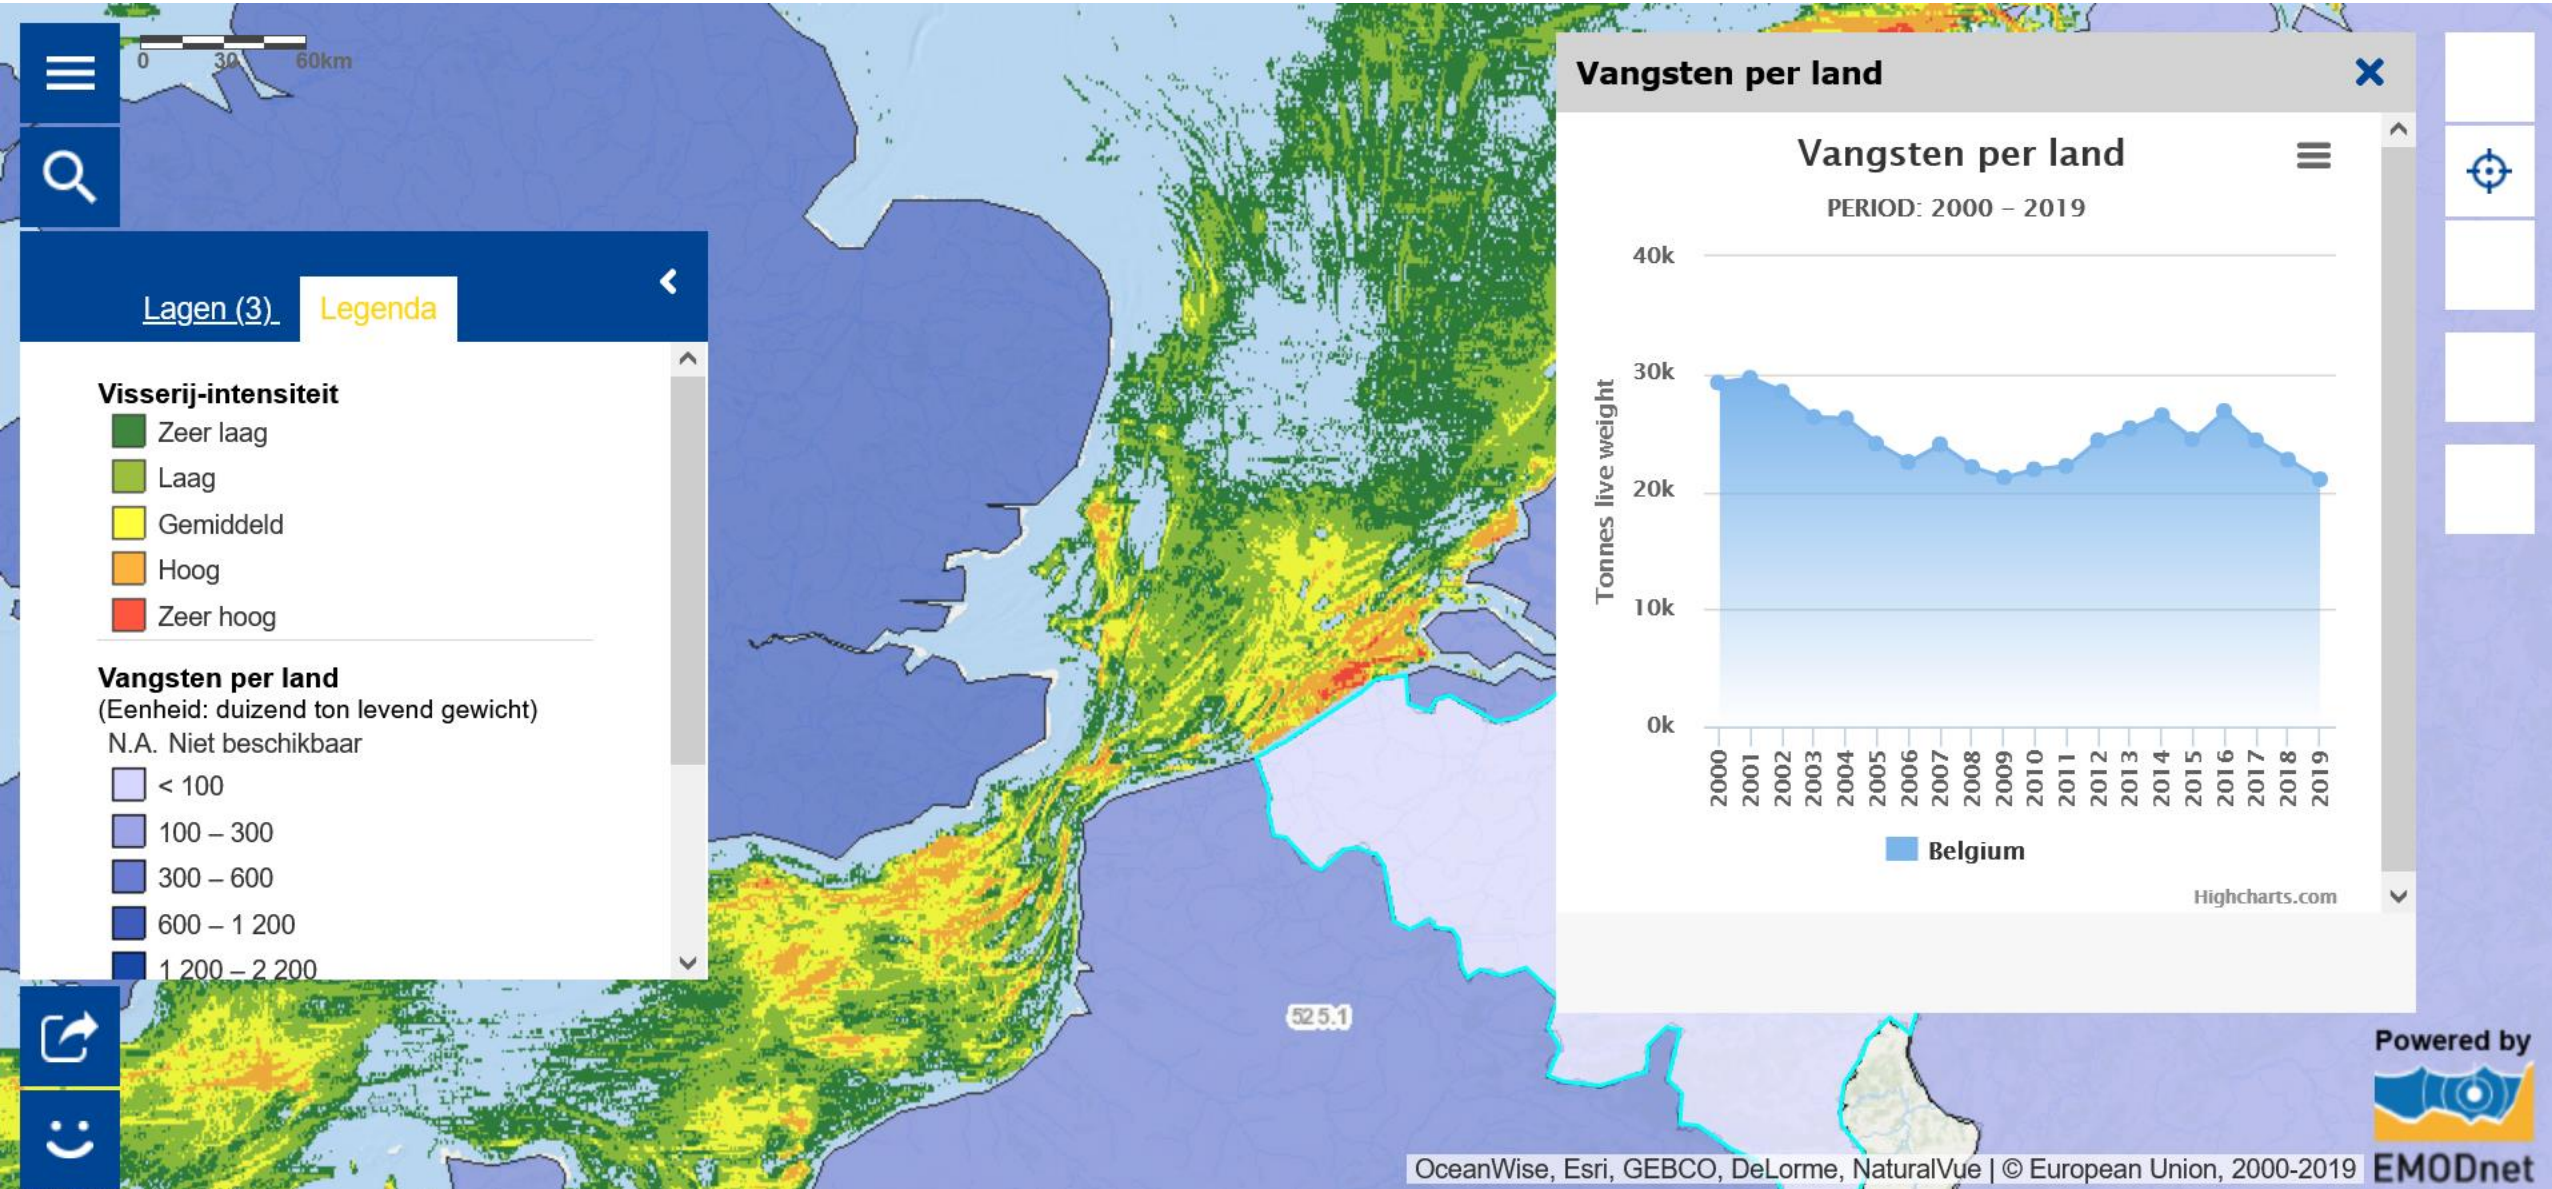 0 30 60km
Lagen (3)
Legenda
Visserij-intensiteit
Zeer laag
Laag
Gemiddeld
Hoog
Zeer hoog
Vangsten per land
(Eenheid: duizend ton levend gewicht)
N.A. Niet beschikbaar
< 100
100 – 300
300 – 600
600 – 1 200
1 200 – 2 200
525.1
Vangsten per land
Vangsten per land
PERIOD: 2000 – 2019
Tonnes live weight
40k
30k
20k
10k
0k
2000 2001 2002 2003 2004 2005 2006 2007 2008 2009 2010 2011 2012 2013 2014 2015 2016 2017 2018 2019
Belgium
Highcharts.com
Powered by
EMODnet
OceanWise, Esri, GEBCO, DeLorme, NaturalVue | © European Union, 2000-2019